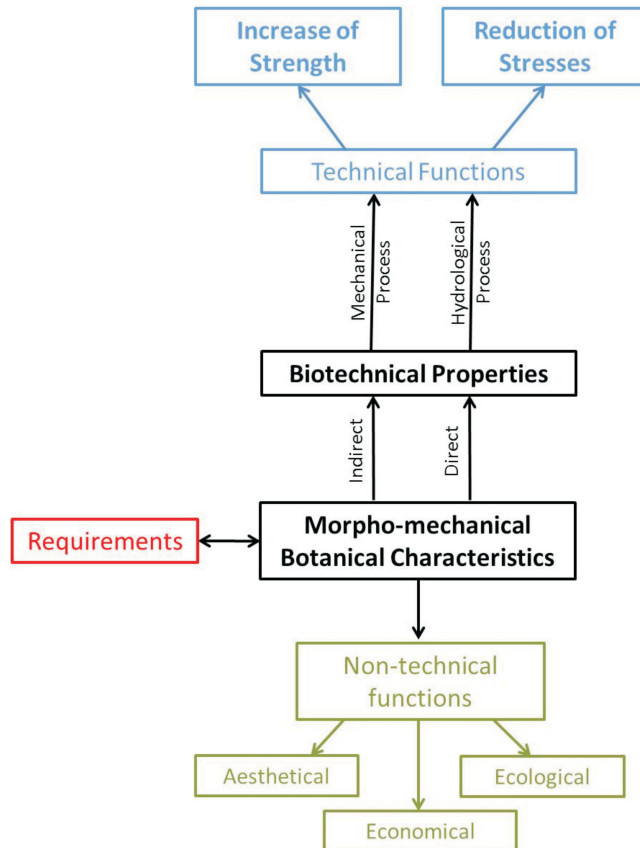 Increase of
Strength
Reduction of
Stresses
Technical Functions
Mechanical
Process
Hydrological
Process
Biotechnical Properties
Indirect
Direct
Requirements
Morpho-mechanical
Botanical Characteristics
Non-technical
functions
Aesthetical
Ecological
Economical